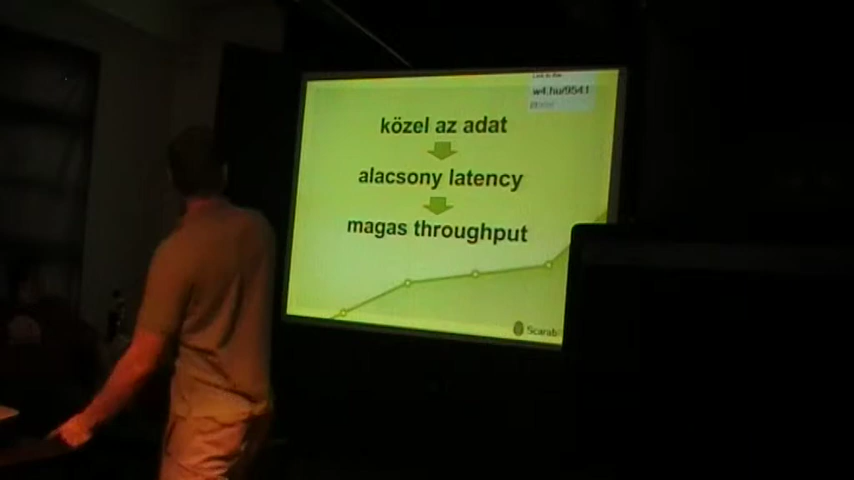 w4.hu/9541
közel az adat
alacsony latency
magas throughput
Scarab